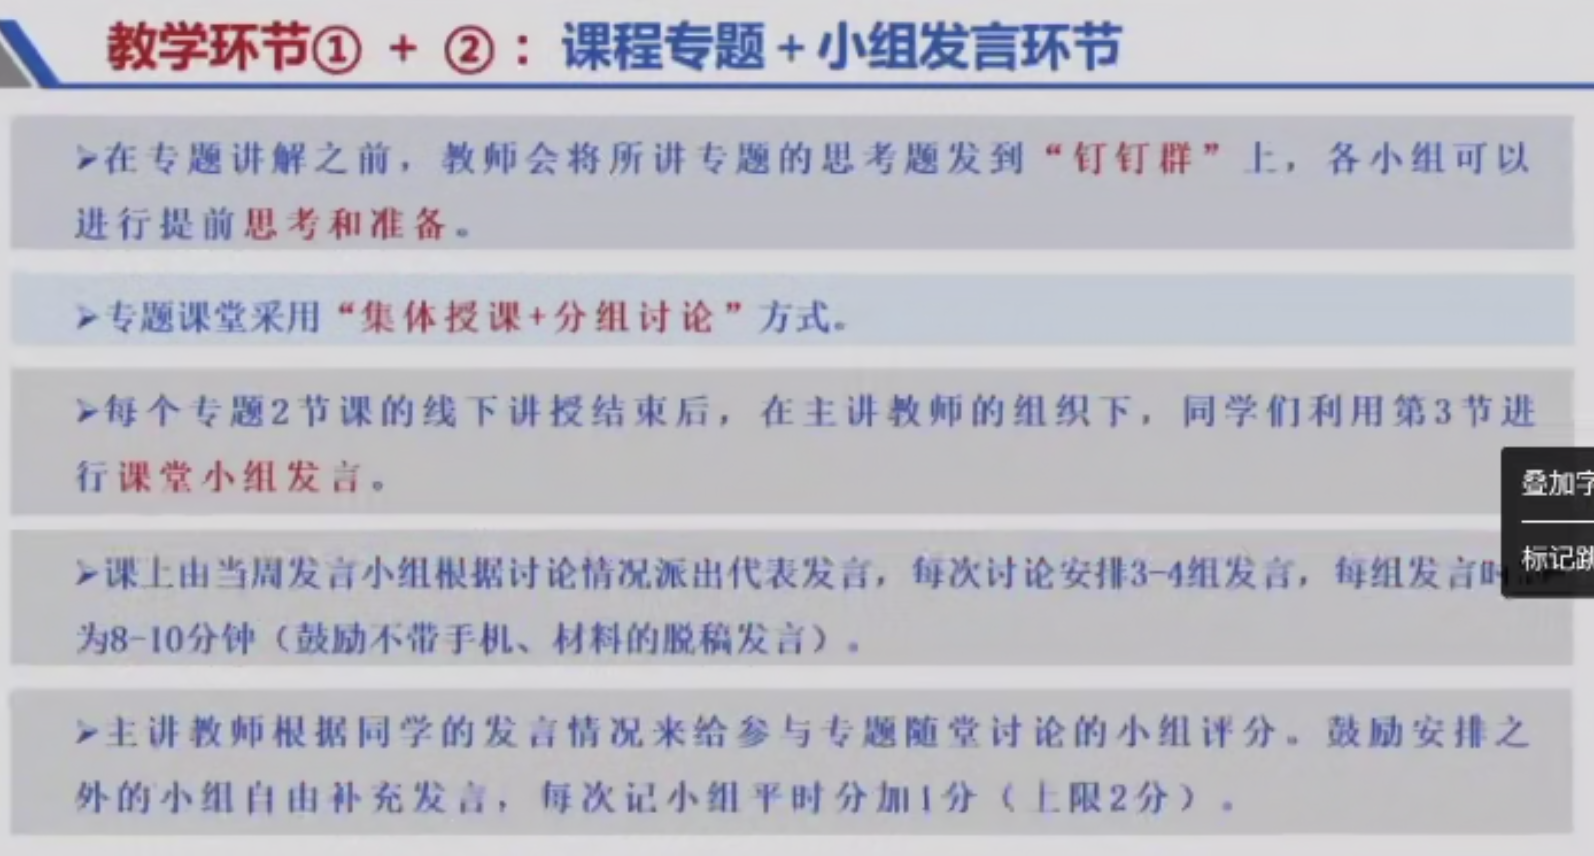 教学环节① + ②：课程专题+小组发言环节
➢在专题讲解之前，教师会将所讲专题的思考题发到“钉钉群”上，各小组可以
进行提前思考和准备。
➢专题课堂采用“集体授课+分组讨论”方式。
➢每个专题2节课的线下讲授结束后，在主讲教师的组织下，同学们利用第3节进
行课堂小组发言。
叠加字
➢课上由当周发言小组根据讨论情况派出代表发言，每次讨论安排3-4组发言，每组发言时
标记跳
为8-10分钟（鼓励不带手机、材料的脱稿发言）。
➢主讲教师根据同学的发言情况来给参与专题随堂讨论的小组评分。鼓励安排之
外的小组自由补充发言，每次记小组平时分加1分（上限2分）。